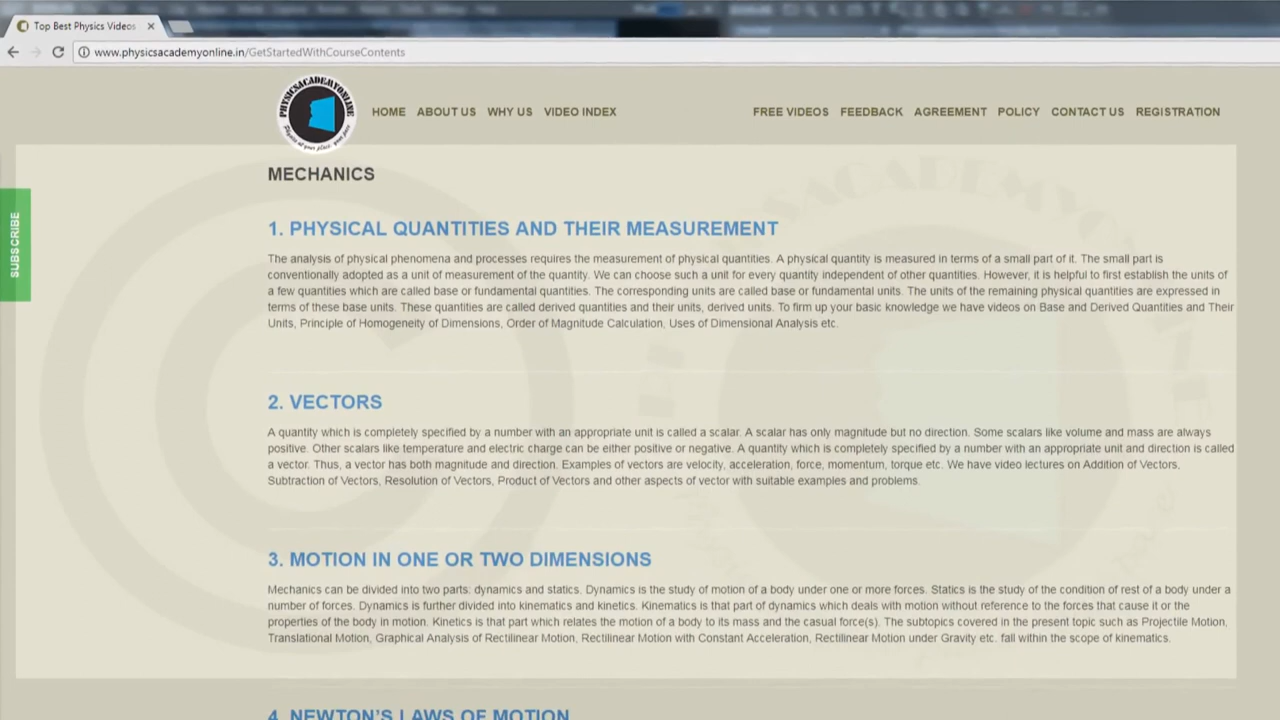 Top Best Physics Videos
www.physicsacademyonline.in/GetStartedWithCourseContents
PHYSICSACADEMYONLINE
Physics at your place, your pace
HOME ABOUT US WHY US VIDEO INDEX FREE VIDEOS FEEDBACK AGREEMENT POLICY CONTACT US REGISTRATION
SUBSCRIBE
MECHANICS
1. PHYSICAL QUANTITIES AND THEIR MEASUREMENT
The analysis of physical phenomena and processes requires the measurement of physical quantities. A physical quantity is measured in terms of a small part of it. The small part is
conventionally adopted as a unit of measurement of the quantity. We can choose such a unit for every quantity independent of other quantities. However, it is helpful to first establish the units of
a few quantities which are called base or fundamental quantities. The corresponding units are called base or fundamental units. The units of the remaining physical quantities are expressed in
terms of these base units. These quantities are called derived quantities and their units, derived units. To firm up your basic knowledge we have videos on Base and Derived Quantities and Their
Units, Principle of Homogeneity of Dimensions, Order of Magnitude Calculation, Uses of Dimensional Analysis etc.
2. VECTORS
A quantity which is completely specified by a number with an appropriate unit is called a scalar. A scalar has only magnitude but no direction. Some scalars like volume and mass are always
positive. Other scalars like temperature and electric charge can be either positive or negative. A quantity which is completely specified by a number with an appropriate unit and direction is called
a vector. Thus, a vector has both magnitude and direction. Examples of vectors are velocity, acceleration, force, momentum, torque etc. We have video lectures on Addition of Vectors,
Subtraction of Vectors, Resolution of Vectors, Product of Vectors and other aspects of vector with suitable examples and problems.
3. MOTION IN ONE OR TWO DIMENSIONS
Mechanics can be divided into two parts: dynamics and statics. Dynamics is the study of motion of a body under one or more forces. Statics is the study of the condition of rest of a body under a
number of forces. Dynamics is further divided into kinematics and kinetics. Kinematics is that part of dynamics which deals with motion without reference to the forces that cause it or the
properties of the body in motion. Kinetics is that part which relates the motion of a body to its mass and the casual force(s). The subtopics covered in the present topic such as Projectile Motion,
Translational Motion, Graphical Analysis of Rectilinear Motion, Rectilinear Motion with Constant Acceleration, Rectilinear Motion under Gravity etc. fall within the scope of kinematics.
4. NEWTON'S LAWS OF MOTION